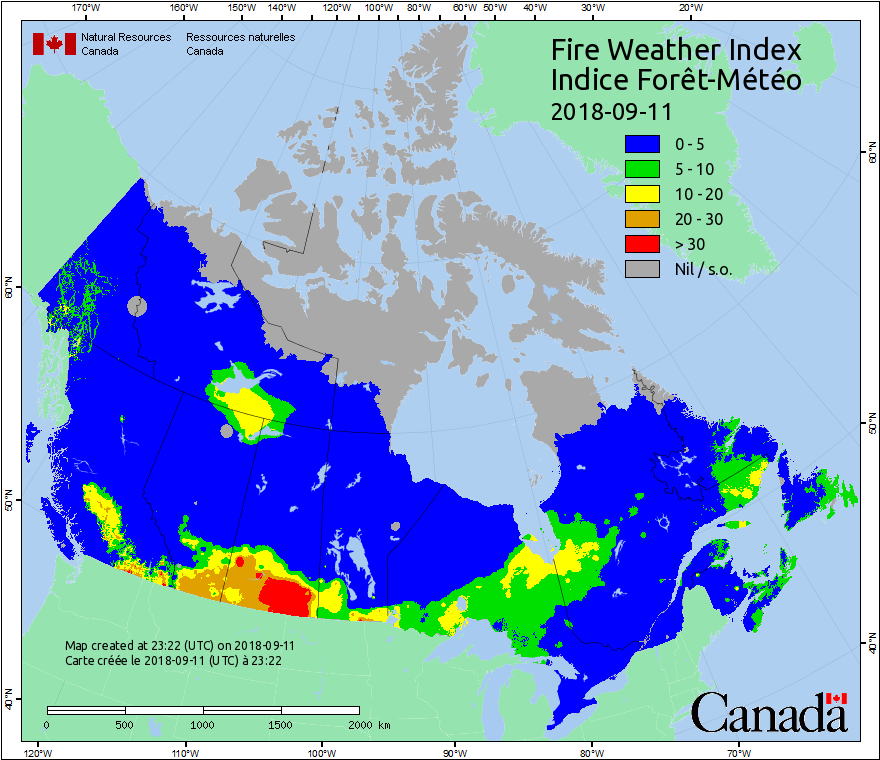 170°W 160°W 150°W 140°W 130°W 120°W 110°W 100°W 90°W 80°W 60°W 50°W 40°W 30°W 20°W
Natural Resources Canada
Ressources naturelles Canada
Fire Weather Index
Indice Forêt-Météo
2018-09-11
0 - 5
5 - 10
10 - 20
20 - 30
> 30
Nil / s.o.
60°N
60°N
50°N
50°N
40°N
40°N
Map created at 23:22 (UTC) on 2018-09-11
Carte créée le 2018-09-11 (UTC) à 23:22
0 500 1000 1500 2000 km
Canada
120°W 110°W 100°W 90°W 80°W 70°W